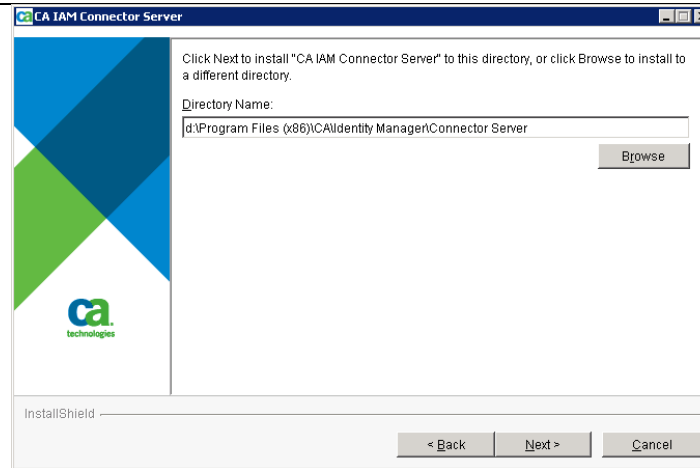 CA IAM Connector Server
Click Next to install "CA IAM Connector Server" to this directory, or click Browse to install to
a different directory.
Directory Name:
d:\Program Files (x86)\CA\Identity Manager\Connector Server
Browse
ca.
technologies
InstallShield
< Back Next > Cancel